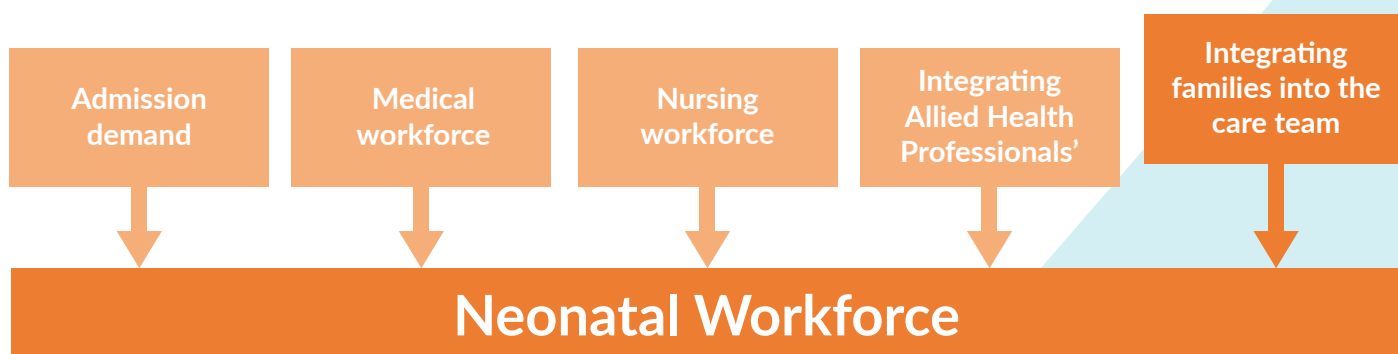 Admission
demand
Medical
workforce
Nursing
workforce
Integrating
Allied Health
Professionals’
Integrating
families into the
care team
Neonatal Workforce